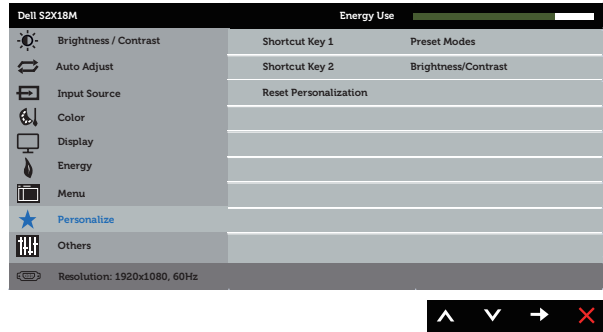 Dell S2X18M Energy Use
Brightness / Contrast Shortcut Key 1 Preset Modes
Auto Adjust Shortcut Key 2 Brightness/Contrast
Input Source Reset Personalization
Color
Display
Energy
Menu
Personalize
Others
Resolution: 1920x1080, 60Hz